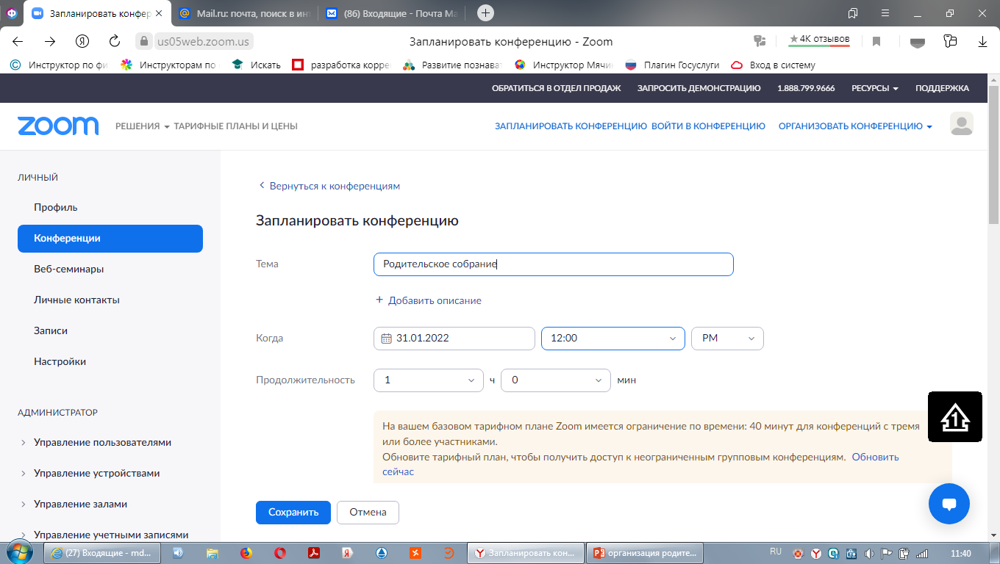 Запланировать конфер
Mail.ru: почта, поиск в инт
(86) Входящие - Почта Ma
us05web.zoom.us
Запланировать конференцию - Zoom
4K отзывов
Инструктор по фи
Инструкторам по
Искать
разработка корре
Развитие познават
Инструктор Мячин
Плагин Госуслуги
Вход в систему
ОБРАТИТЬСЯ В ОТДЕЛ ПРОДАЖ
ЗАПРОСИТЬ ДЕМОНСТРАЦИЮ
1.888.799.9666
РЕСУРСЫ
ПОДДЕРЖКА
zoom
РЕШЕНИЯ
ТАРИФНЫЕ ПЛАНЫ И ЦЕНЫ
ЗАПЛАНИРОВАТЬ КОНФЕРЕНЦИЮ
ВОЙТИ В КОНФЕРЕНЦИЮ
ОРГАНИЗОВАТЬ КОНФЕРЕНЦИЮ
ЛИЧНЫЙ
Профиль
Конференции
Веб-семинары
Личные контакты
Записи
Настройки
АДМИНИСТРАТОР
Управление пользователями
Управление устройствами
Управление залами
Управление учетными записями
Вернуться к конференциям
Запланировать конференцию
Тема
Родительское собрание
+ Добавить описание
Когда
31.01.2022
12:00
PM
Продолжительность
1
ч
0
мин
На вашем базовом тарифном плане Zoom имеется ограничение по времени: 40 минут для конференций с тремя
или более участниками.
Обновите тарифный план, чтобы получить доступ к неограниченным групповым конференциям. Обновить
сейчас
1
Сохранить
Отмена
(27) Входящие - md...
Запланировать кон...
организация родите...
RU
11:40